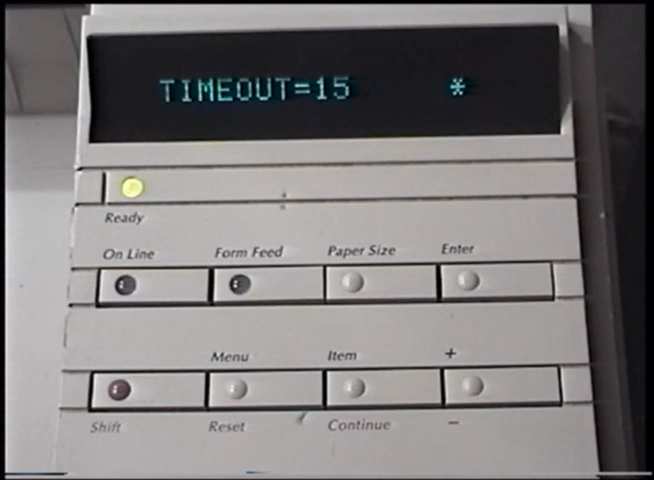 TIMEOUT=15 *
Ready
On Line Form Feed Paper Size Enter
Menu Item +
Shift Reset Continue −